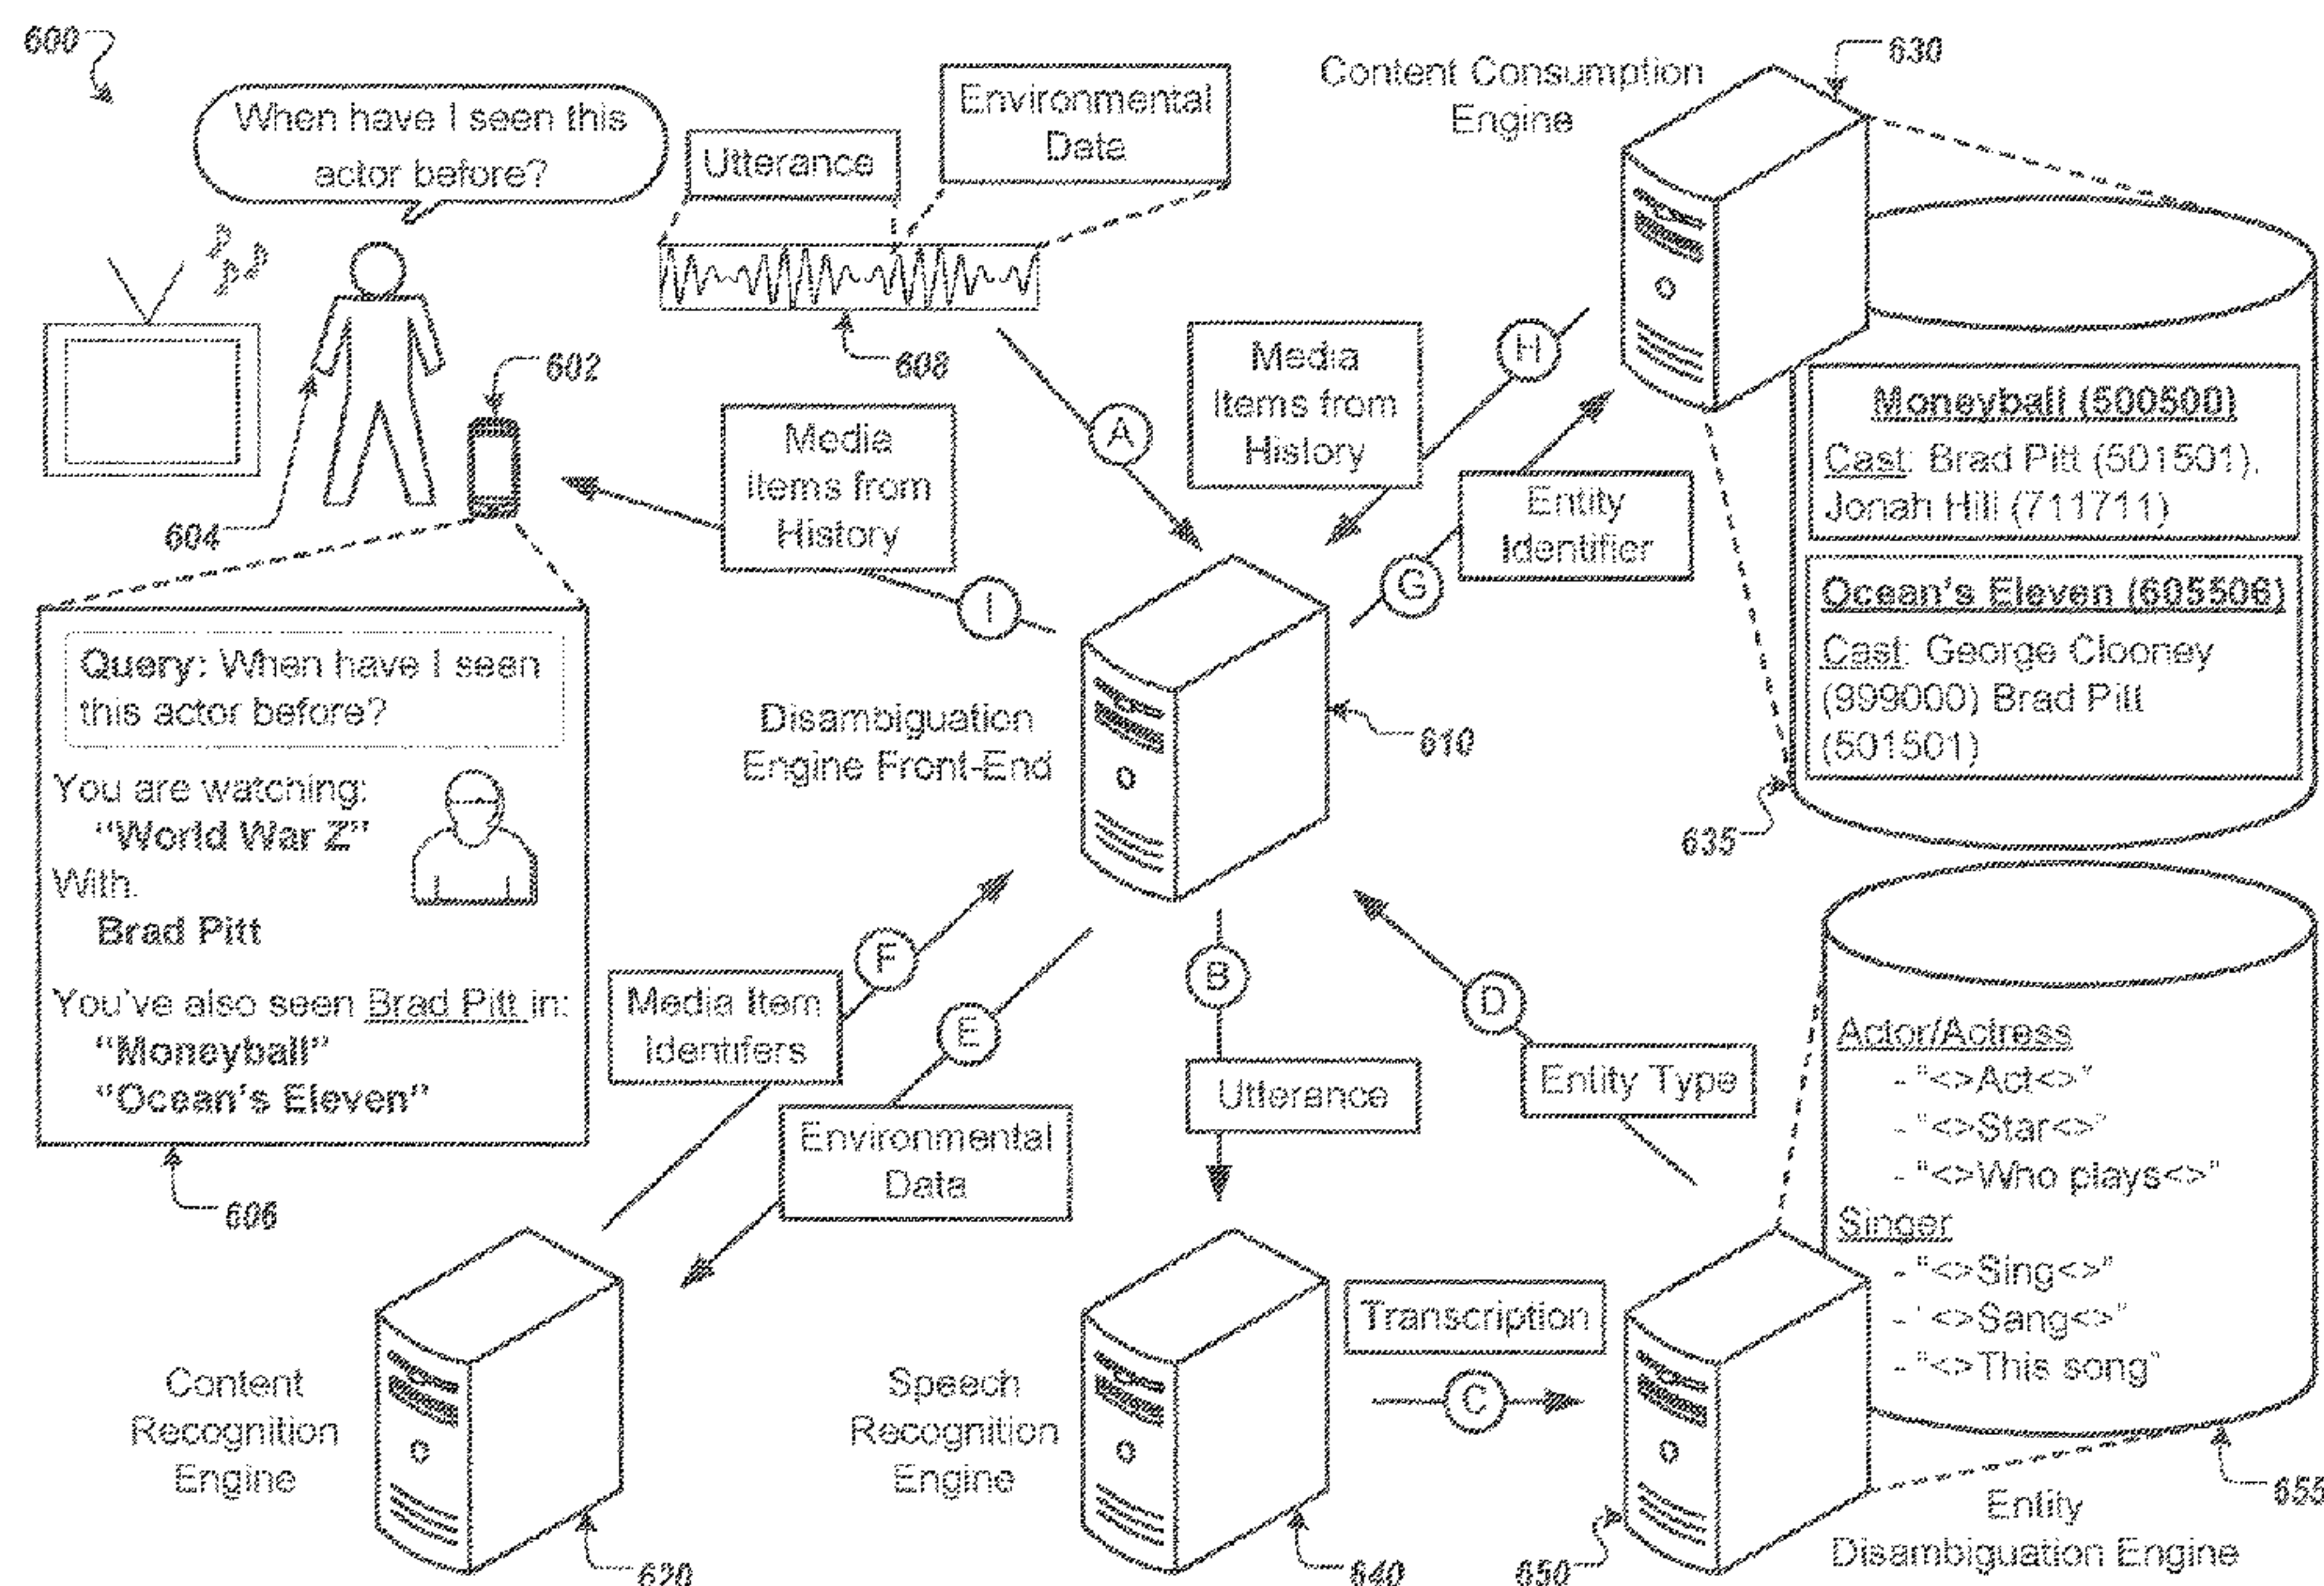 600
When have I seen this
actor before?
Utterance
Environmental
Data
608
602
604
Content Consumption
Engine
630
Media
Items from
History
H
A
Media
items from
History
I
Entity
Identifier
G
Moneyball (500500)
Cast: Brad Pitt (501501),
Jonah Hill (711711)
Ocean's Eleven (605506)
Cast: George Clooney
(999000) Brad Pitt
(501501)
635
Query: When have I seen
this actor before?
You are watching:
"World War Z"
With:
Brad Pitt
You've also seen Brad Pitt in:
"Moneyball"
"Ocean's Eleven"
606
Disambiguation
Engine Front-End
610
F
Media Item
Identifers
E
Environmental
Data
B
Utterance
D
Entity Type
Actor/Actress
- "<>Act<>"
- "<>Star<>"
- "<>Who plays<>"
Singer
- "<>Sing<>"
- "<>Sang<>"
- "<>This song"
655
Content
Recognition
Engine
620
Speech
Recognition
Engine
640
Transcription
C
650
Entity
Disambiguation Engine